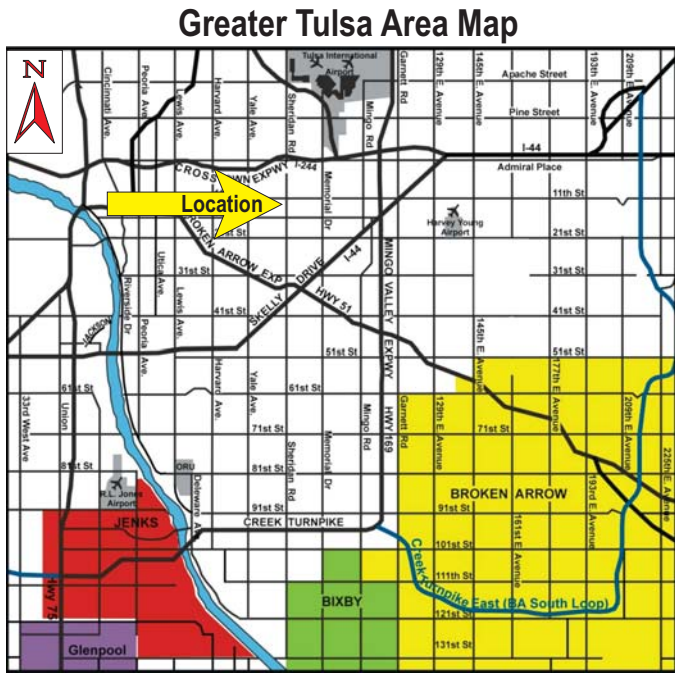 Greater Tulsa Area Map
N
Cincinnati Ave
Peoria Ave.
Lewis Ave.
Harvard Ave.
Yale Ave.
Sheridan Rd
Tulsa International
Airport
Mingo Rd
Garnett Rd
129th E. Avenue
145th E. Avenue
193th E. Avenue
209th E. Avenue
Apache Street
Pine Street
I-44
Admiral Place
CROSS
WN EXPWY
I-244
Location
Memorial Dr
11th St
Harvey Young
Airport
21st St
BROKEN ARROW EXP
HWY 51
SKELLY DRIVE
I-44
MINGO VALLEY EXPWY
HWY 169
Utica Ave.
31st St
31st St
Riverside Dr
Lewis Ave.
41st St
41st St
JACKSON
Peoria Ave.
51st St
51st St
145th E. Avenue
177th E. Avenue
33rd West Ave
Union
61st St
Harvard Ave.
Yale Ave.
61st St
Mingo Rd
Garnett Rd
129th E. Avenue
209th E. Avenue
71st St
71st St
225th E. Avenue
81st St
ORU
81st St
Sheridan Rd
Memorial Dr
R.L. Jones
Airport
Deleware A
91st St
BROKEN ARROW
91st St
161st E. Avenue
193rd E. Avenue
JENKS
CREEK TURNPIKE
101st St
111th St
Creek Turnpike East (BA South Loop)
Hwy 75
BIXBY
121st St
Glenpool
131st St